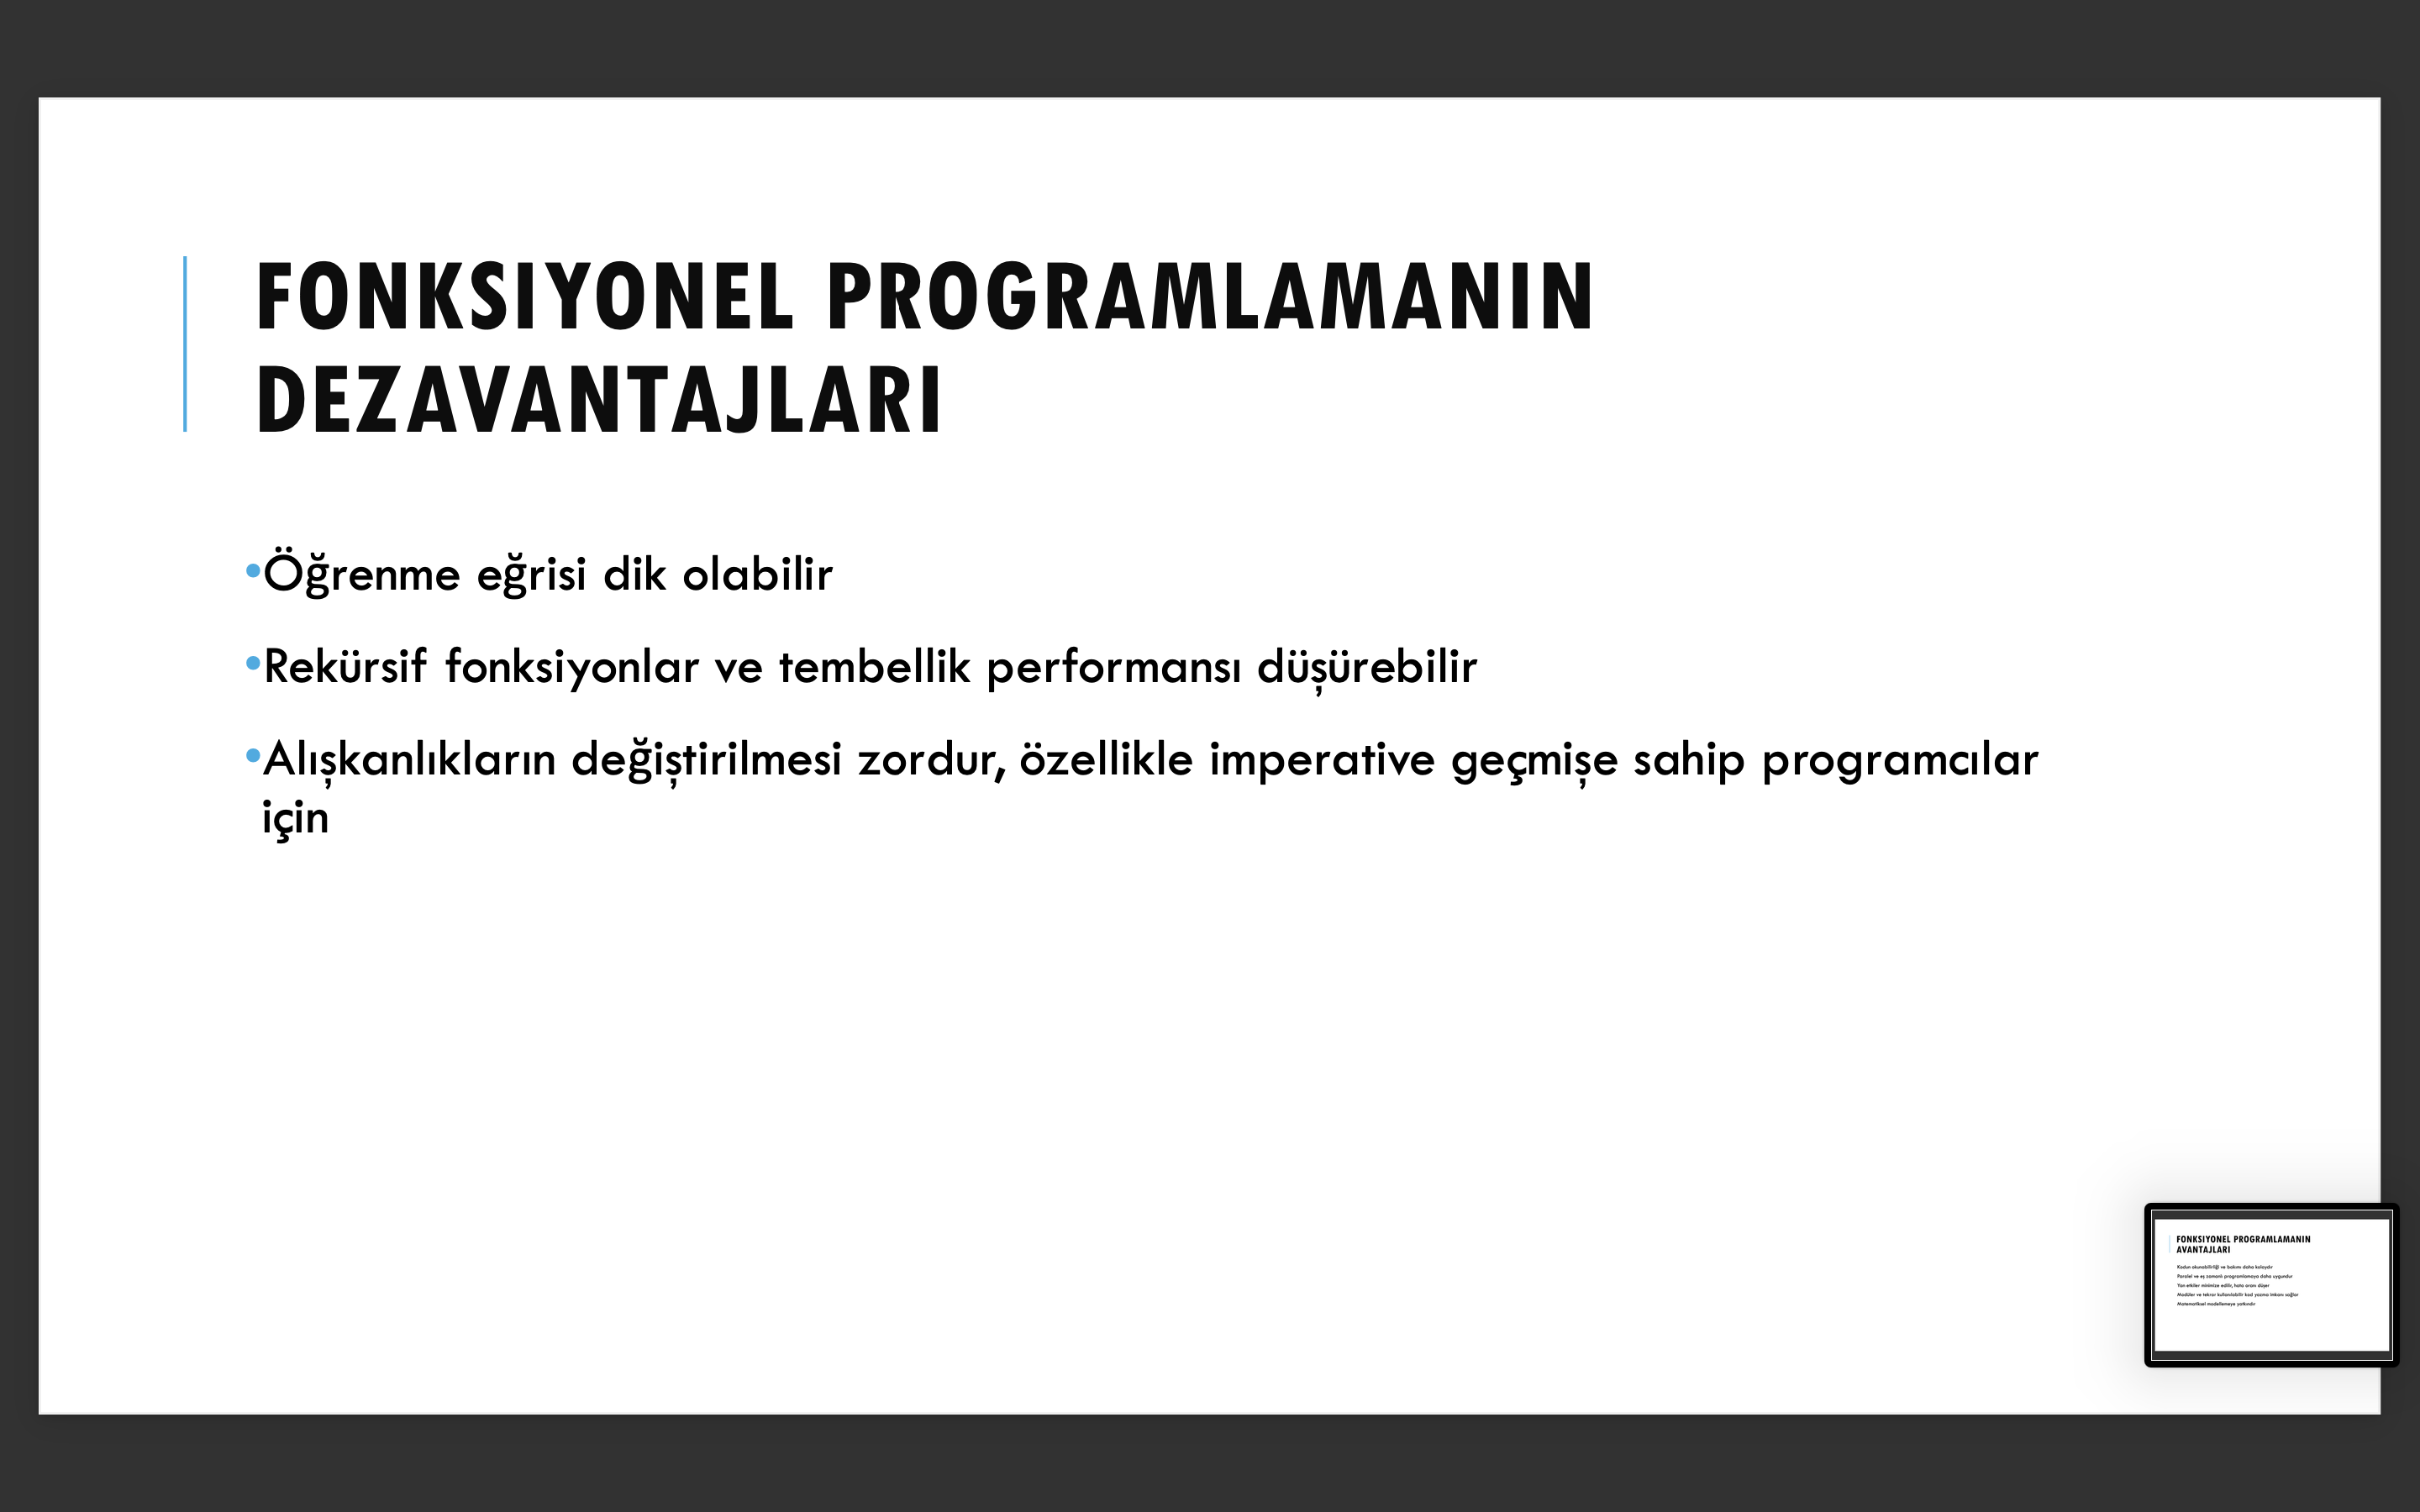 FONKSIYONEL PROGRAMLAMANIN
DEZAVANTAJLARI
•Öğrenme eğrisi dik olabilir
•Rekürsif fonksiyonlar ve tembellik performansı düşürebilir
•Alışkanlıkların değiştirilmesi zordur, özellikle imperative geçmişe sahip programcılar
için
FONKSIYONEL PROGRAMLAMANIN
AVANTAJLARI
Kodun okunabilirliği ve bakımı daha kolaydır
Paralel ve eş zamanlı programlamaya daha uygundur
Yan etkiler minimize edilir, hata oranı düşer
Modüler ve tekrar kullanılabilir kod yazma imkanı sağlar
Matematiksel modellemeye yatkındır